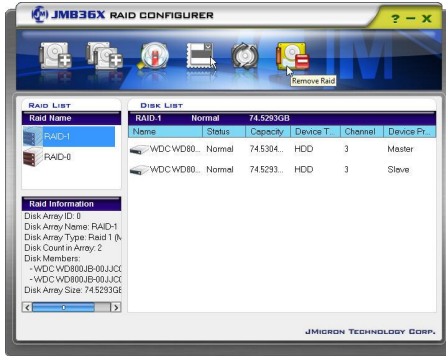 JMB36X RAID CONFIGURER
? – X
Remove Raid
RAID LIST
Raid Name
RAID-1
RAID-0
Raid Information
Disk Array ID: 0
Disk Array Name: RAID-1
Disk Array Type: Raid 1 (M
Disk Count in Array: 2
Disk Members:
- WDC WD800JB-00JJC0
- WDC WD800JB-00JJC0
Disk Array Size: 74.5293GB
DISK LIST
RAID-1 Normal 74.5293GB
Name Status Capacity Device T... Channel Device Pr...
WDC WD80... Normal 74.5304... HDD 3 Master
WDC WD80... Normal 74.5293... HDD 3 Slave
JMICRON TECHNOLOGY CORP.